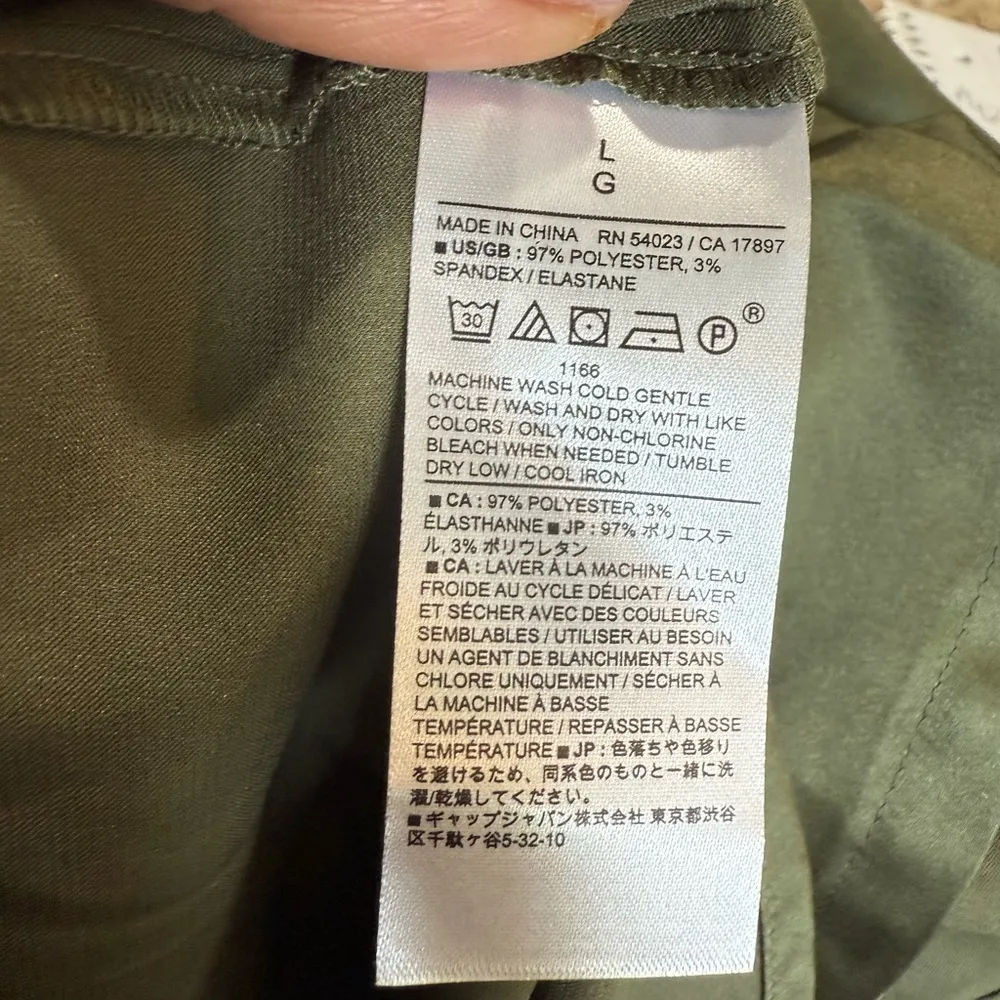 L
G
MADE IN CHINA RN 54023 / CA 17897
■ US/GB : 97% POLYESTER, 3%
SPANDEX / ELASTANE
30 P ®
1166
MACHINE WASH COLD GENTLE
CYCLE / WASH AND DRY WITH LIKE
COLORS / ONLY NON-CHLORINE
BLEACH WHEN NEEDED / TUMBLE
DRY LOW / COOL IRON
■ CA : 97% POLYESTER, 3%
ÉLASTHANNE ■ JP : 97% ポリエステ
ル, 3% ポリウレタン
■ CA : LAVER À LA MACHINE À L'EAU
FROIDE AU CYCLE DÉLICAT / LAVER
ET SÉCHER AVEC DES COULEURS
SEMBLABLES / UTILISER AU BESOIN
UN AGENT DE BLANCHIMENT SANS
CHLORE UNIQUEMENT / SÉCHER À
LA MACHINE À BASSE
TEMPÉRATURE / REPASSER À BASSE
TEMPÉRATURE ■ JP : 色落ちや色移り
を避けるため、同系色のものと一緒に洗
濯/乾燥してください。
■ ギャップジャパン株式会社 東京都渋谷
区千駄ヶ谷5-32-10